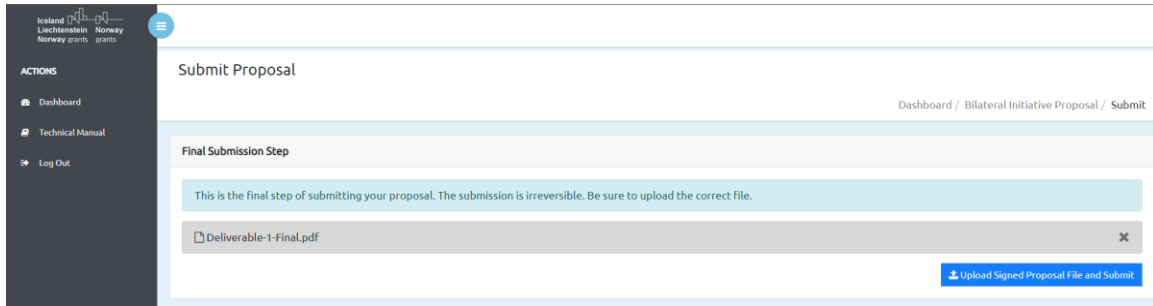 Iceland
Liechtenstein Norway
Norway grants grants
ACTIONS
Dashboard
Technical Manual
Log Out
Submit Proposal
Dashboard / Bilateral Initiative Proposal / Submit
Final Submission Step
This is the final step of submitting your proposal. The submission is irreversible. Be sure to upload the correct file.
Deliverable-1-Final.pdf
Upload Signed Proposal File and Submit